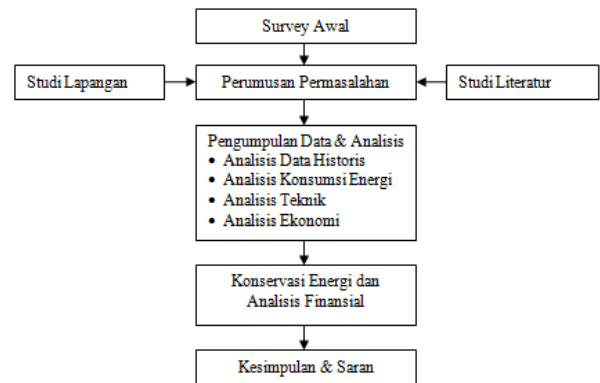 Survey Awal
Studi Lapangan
Perumusan Permasalahan
Studi Literatur
Pengumpulan Data & Analisis
• Analisis Data Historis
• Analisis Konsumsi Energi
• Analisis Teknik
• Analisis Ekonomi
Konservasi Energi dan
Analisis Finansial
Kesimpulan & Saran